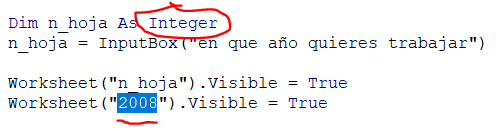 Dim n_hoja As Integer
n_hoja = InputBox("en que año quieres trabajar")
Worksheet("n_hoja").Visible = True
Worksheet("2008").Visible = True